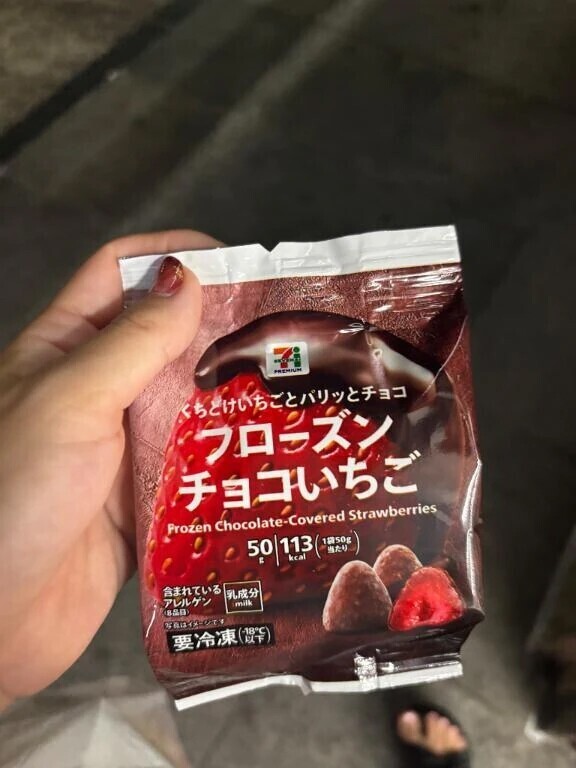 PREMIUM
くちどけいちごとパリッとチョコ
フローズン
チョコいちご
Frozen Chocolate-Covered Strawberries
50g 113kcal (1袋50g当たり)
含まれているアレルゲン(8品目) 乳成分 milk
写真はイメージです
要冷凍(-18℃以下)